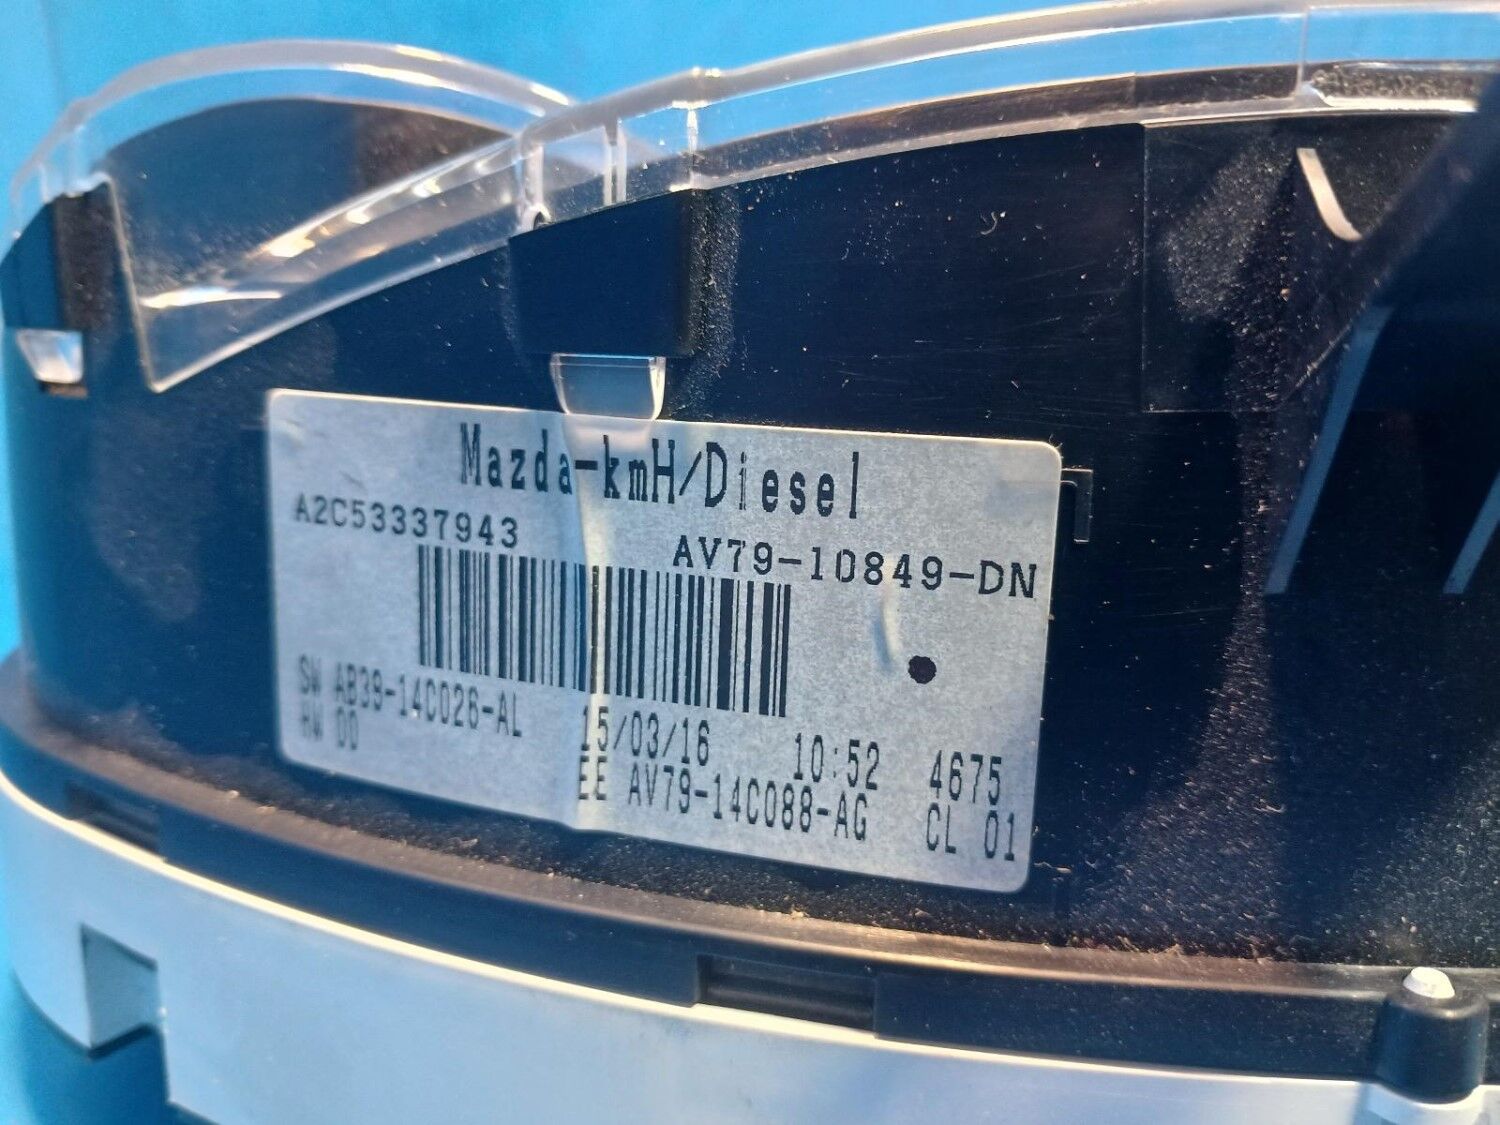 Mazda-kmH/Diesel
A2C53337943
AV79-10849-DN
SW AB39-14C026-AL 15/03/16 10:52 4675
HW 00 EE AV79-14C088-AG CL 01